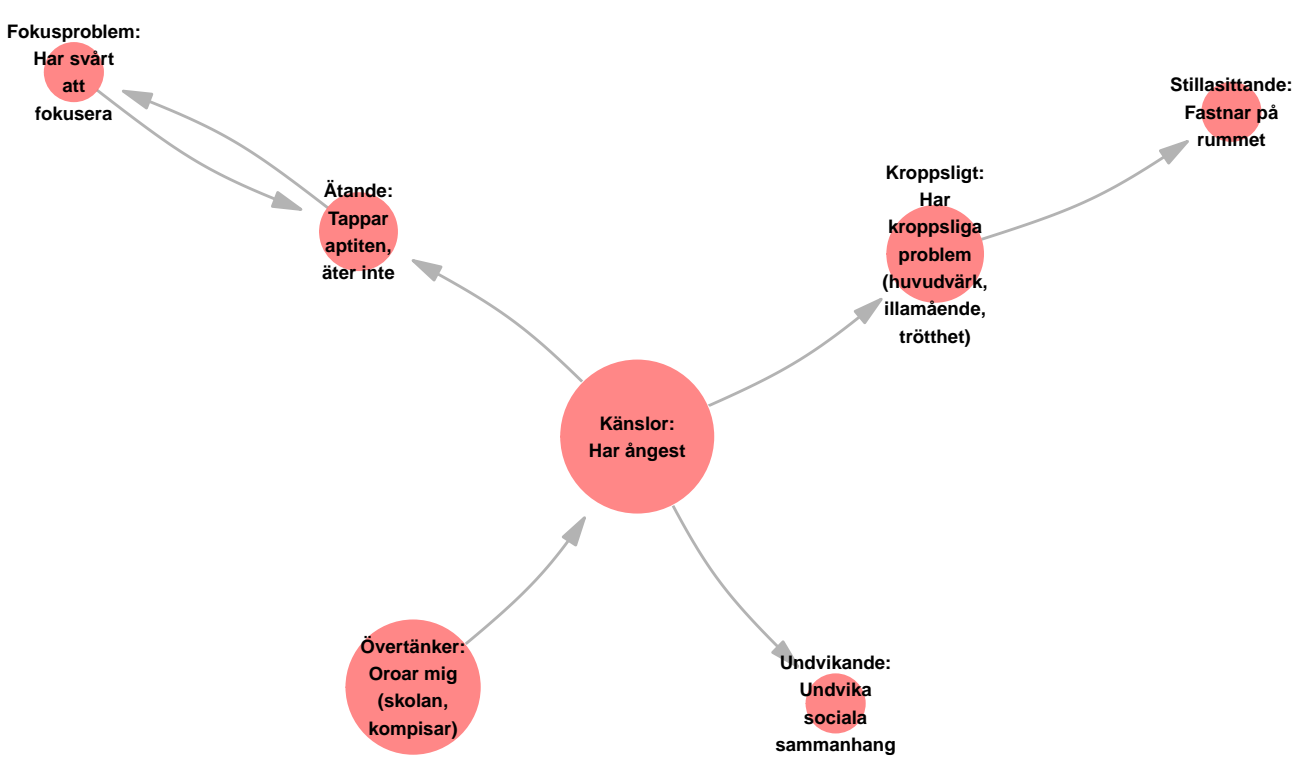 Fokusproblem:
Har svårt
att
fokusera
Stillasittande:
Fastnar på
rummet
Kroppsligt:
Har
kroppsliga
problem
(huvudvärk,
illamående,
trötthet)
Ätande:
Tappar
aptiten,
äter inte
Känslor:
Har ångest
Övertänker:
Oroar mig
(skolan,
kompisar)
Undvikande:
Undvika
sociala
sammanhang